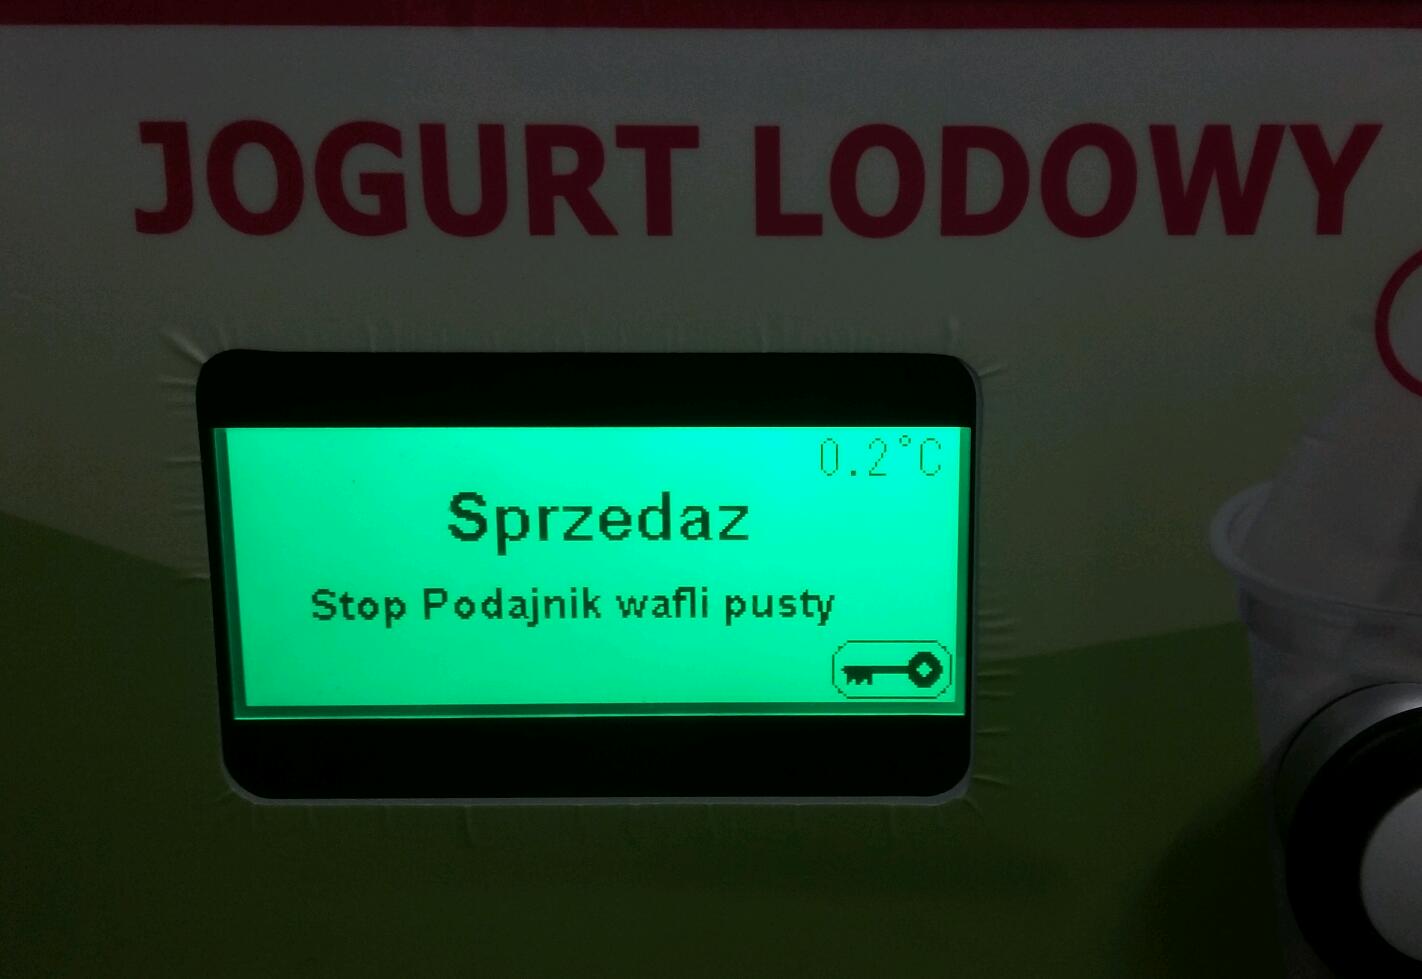 JOGURT LODOWY
0.2°C
Sprzedaz
Stop Podajnik wafli pusty